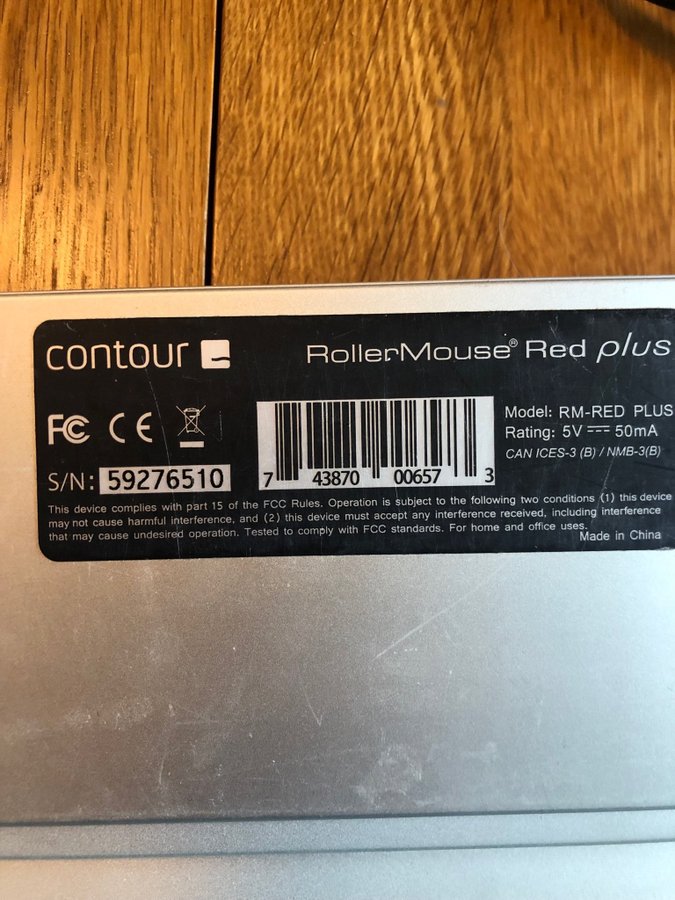 contour
RollerMouse® Red plus
FC CE
S/N: 59276510
7 43870 00657 3
Model: RM-RED PLUS
Rating: 5V ⎓ 50mA
CAN ICES-3 (B) / NMB-3(B)
This device complies with part 15 of the FCC Rules. Operation is subject to the following two conditions (1) this device
may not cause harmful interference, and (2) this device must accept any interference received, including interference
that may cause undesired operation. Tested to comply with FCC standards. For home and office uses.
Made in China